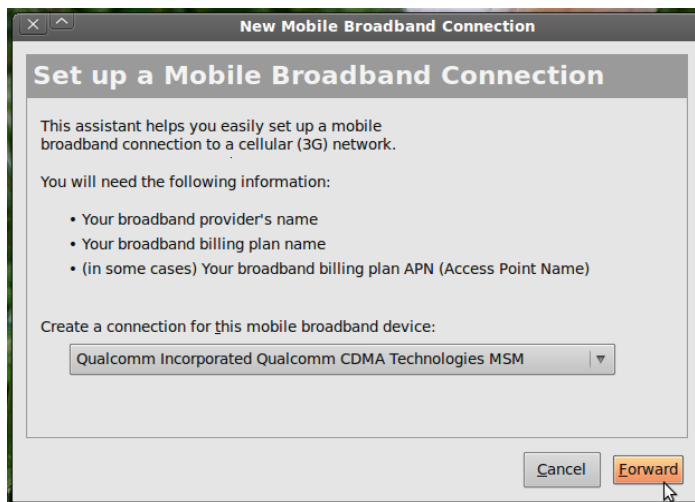 New Mobile Broadband Connection
Set up a Mobile Broadband Connection
This assistant helps you easily set up a mobile
broadband connection to a cellular (3G) network.
You will need the following information:
• Your broadband provider's name
• Your broadband billing plan name
• (in some cases) Your broadband billing plan APN (Access Point Name)
Create a connection for this mobile broadband device:
Qualcomm Incorporated Qualcomm CDMA Technologies MSM
Cancel Forward